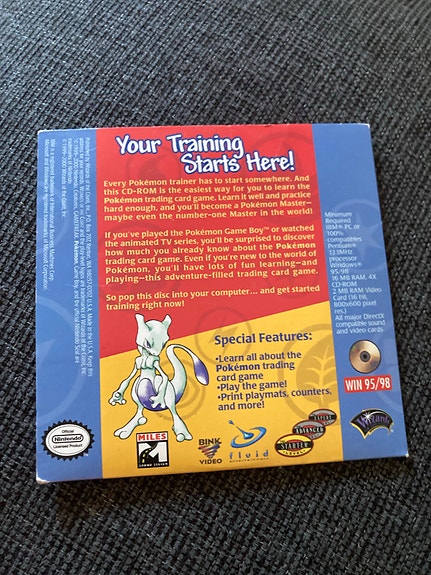 Your Training
Starts Here!
Every Pokémon trainer has to start somewhere. And
this CD-ROM is the easiest way for you to learn the
Pokémon trading card game. Learn it well and practice
hard enough, and you'll become a Pokémon Master—
maybe even the number-one Master in the world!
If you've played the Pokémon Game Boy™ or watched
the animated TV series, you'll be surprised to discover
how much you already know about the Pokémon
trading card game. Even if you're new to the world of
Pokémon, you'll have lots of fun learning—and
playing—this adventure-filled trading card game.
So pop this disc into your computer... and get started
training right now!
Special Features:
•Learn all about the
Pokémon trading
card game
•Play the game!
•Print playmats, counters,
and more!
Minimum
Required
IBM® PC or
100%
compatibles
Pentium®
133MHz
processor
Windows®
95/98
16 MB RAM, 4X
CD-ROM
2 MB RAM Video
Card (16 Bit,
800x600 pixel
res.)
All major DirectX
compatible sound
and video cards
WIN 95/98
Official
Nintendo
Licensed Product
MILES
BINK
VIDEO
fluid
EXPERT
ADVANCED
STARTER
Wizards